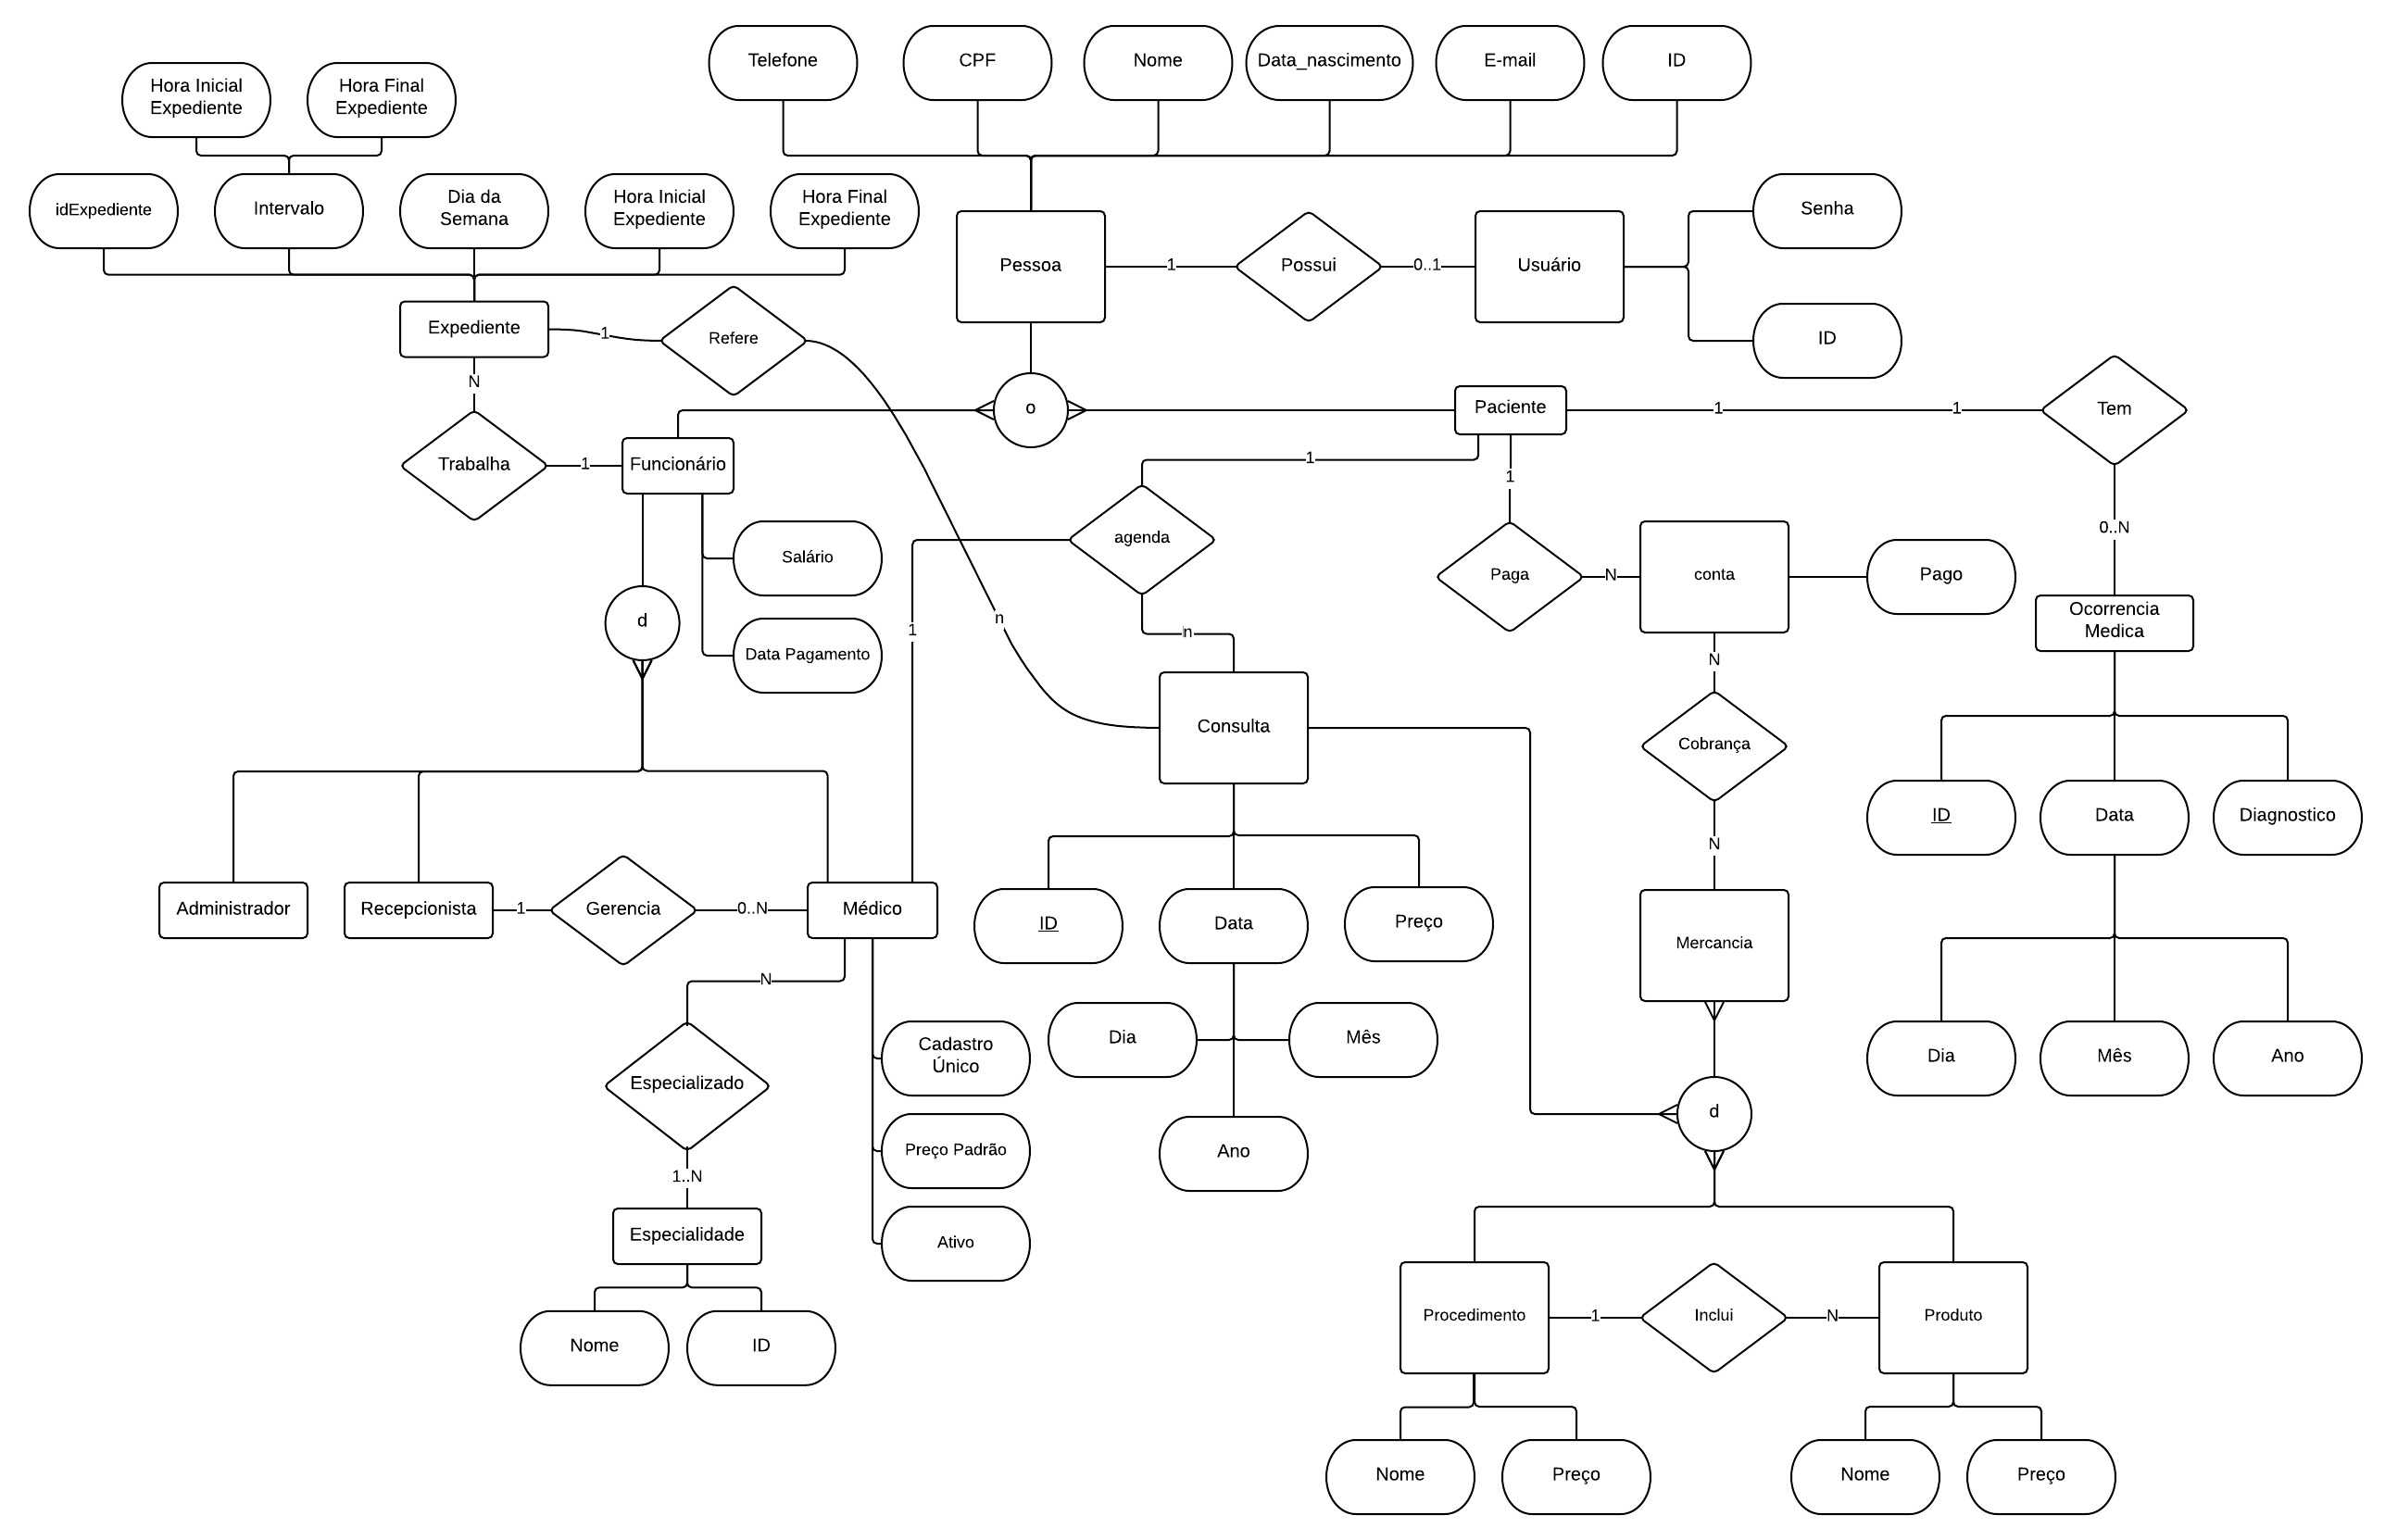 Telefone
CPF
Nome
Data_nascimento
E-mail
ID
Hora Inicial
Expediente
Hora Final
Expediente
idExpediente
Intervalo
Dia da
Semana
Hora Inicial
Expediente
Hora Final
Expediente
Senha
Pessoa
1
Possui
0..1
Usuário
Expediente
1
Refere
ID
N
o
Paciente
1
1
Tem
Trabalha
1
Funcionário
1
1
0..N
agenda
Salário
Paga
N
conta
Pago
Ocorrencia
Medica
d
n
1
n
Data Pagamento
N
Consulta
Cobrança
ID
Data
Diagnostico
N
Administrador
Recepcionista
1
Gerencia
0..N
Médico
ID
Data
Preço
Mercancia
N
Cadastro
Único
Dia
Mês
Dia
Mês
Ano
Especializado
d
Preço Padrão
Ano
1..N
Especialidade
Ativo
Procedimento
1
Inclui
N
Produto
Nome
ID
Nome
Preço
Nome
Preço